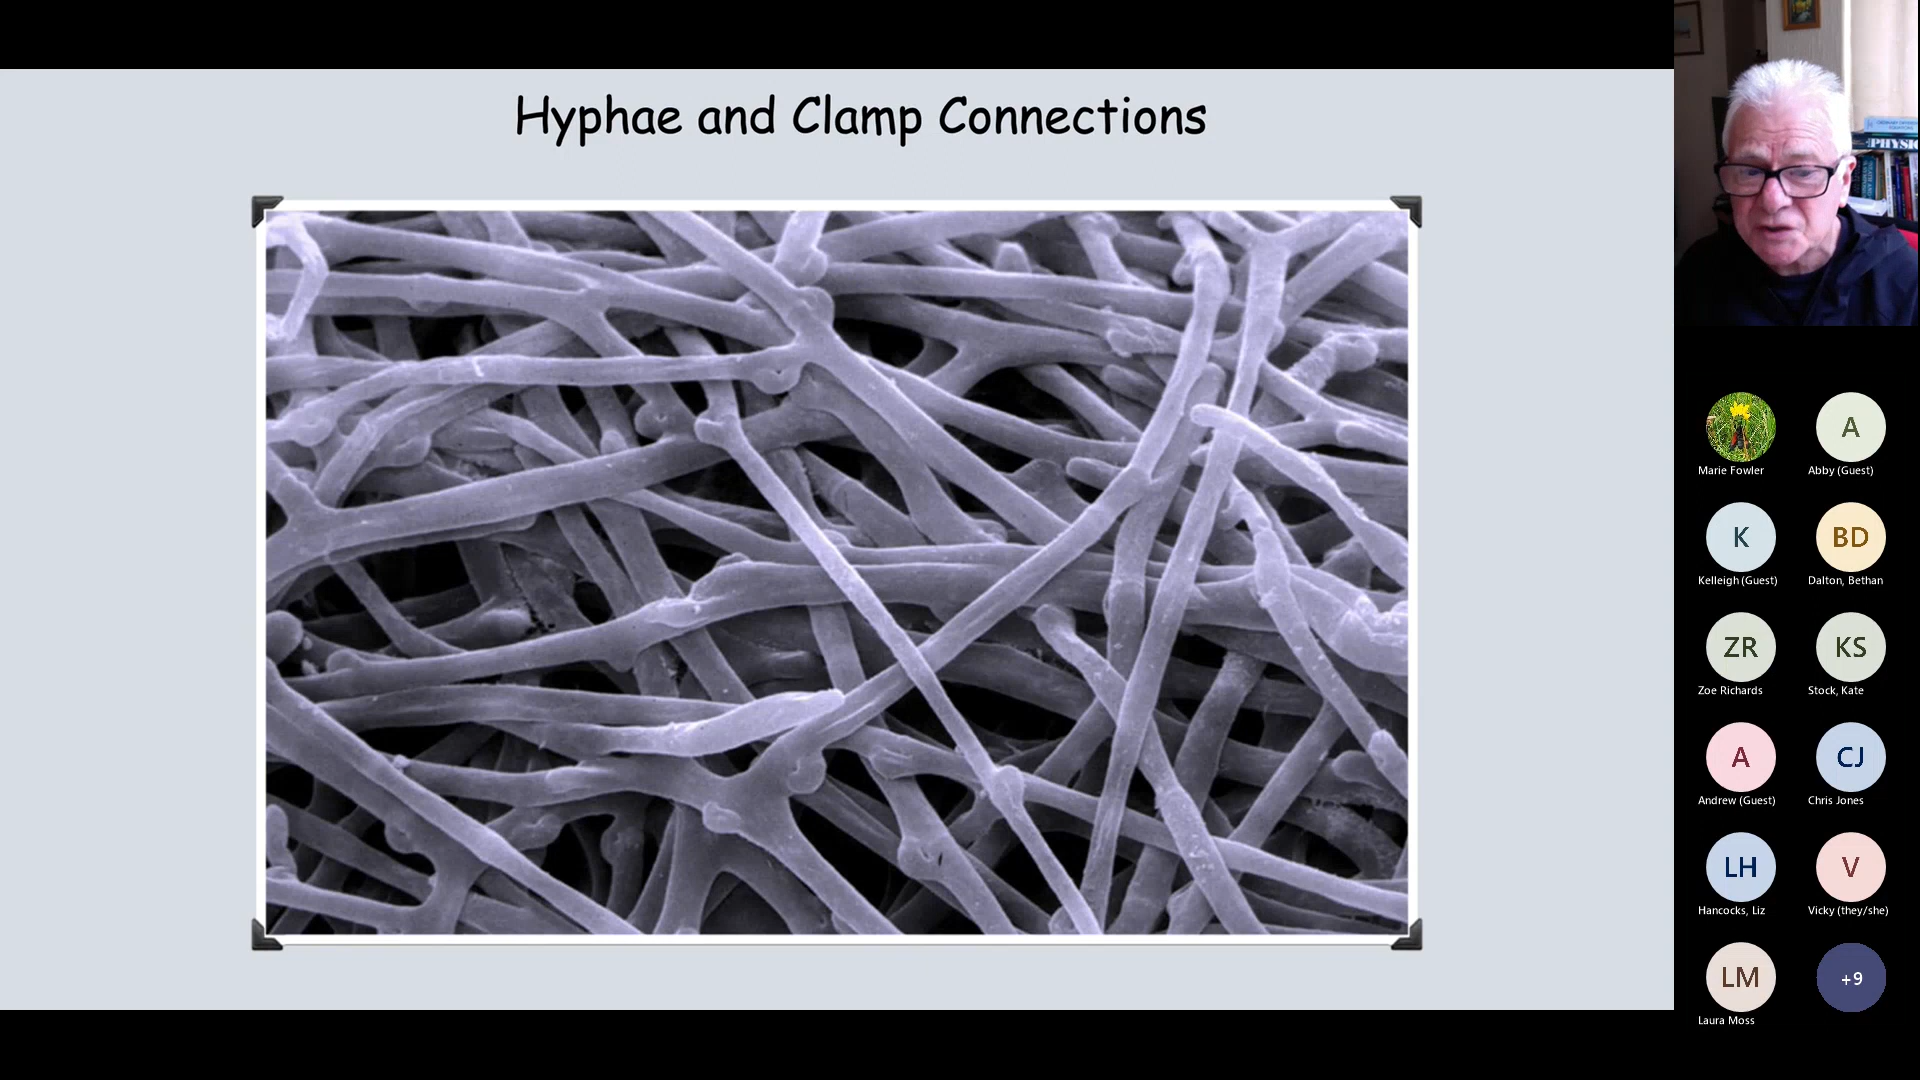 Hyphae and Clamp Connections
PHYSIC
A
Marie Fowler
Abby (Guest)
K
BD
Kelleigh (Guest)
Dalton, Bethan
ZR
KS
Zoe Richards
Stock, Kate
A
CJ
Andrew (Guest)
Chris Jones
LH
V
Hancocks, Liz
Vicky (they/she)
LM
+9
Laura Moss